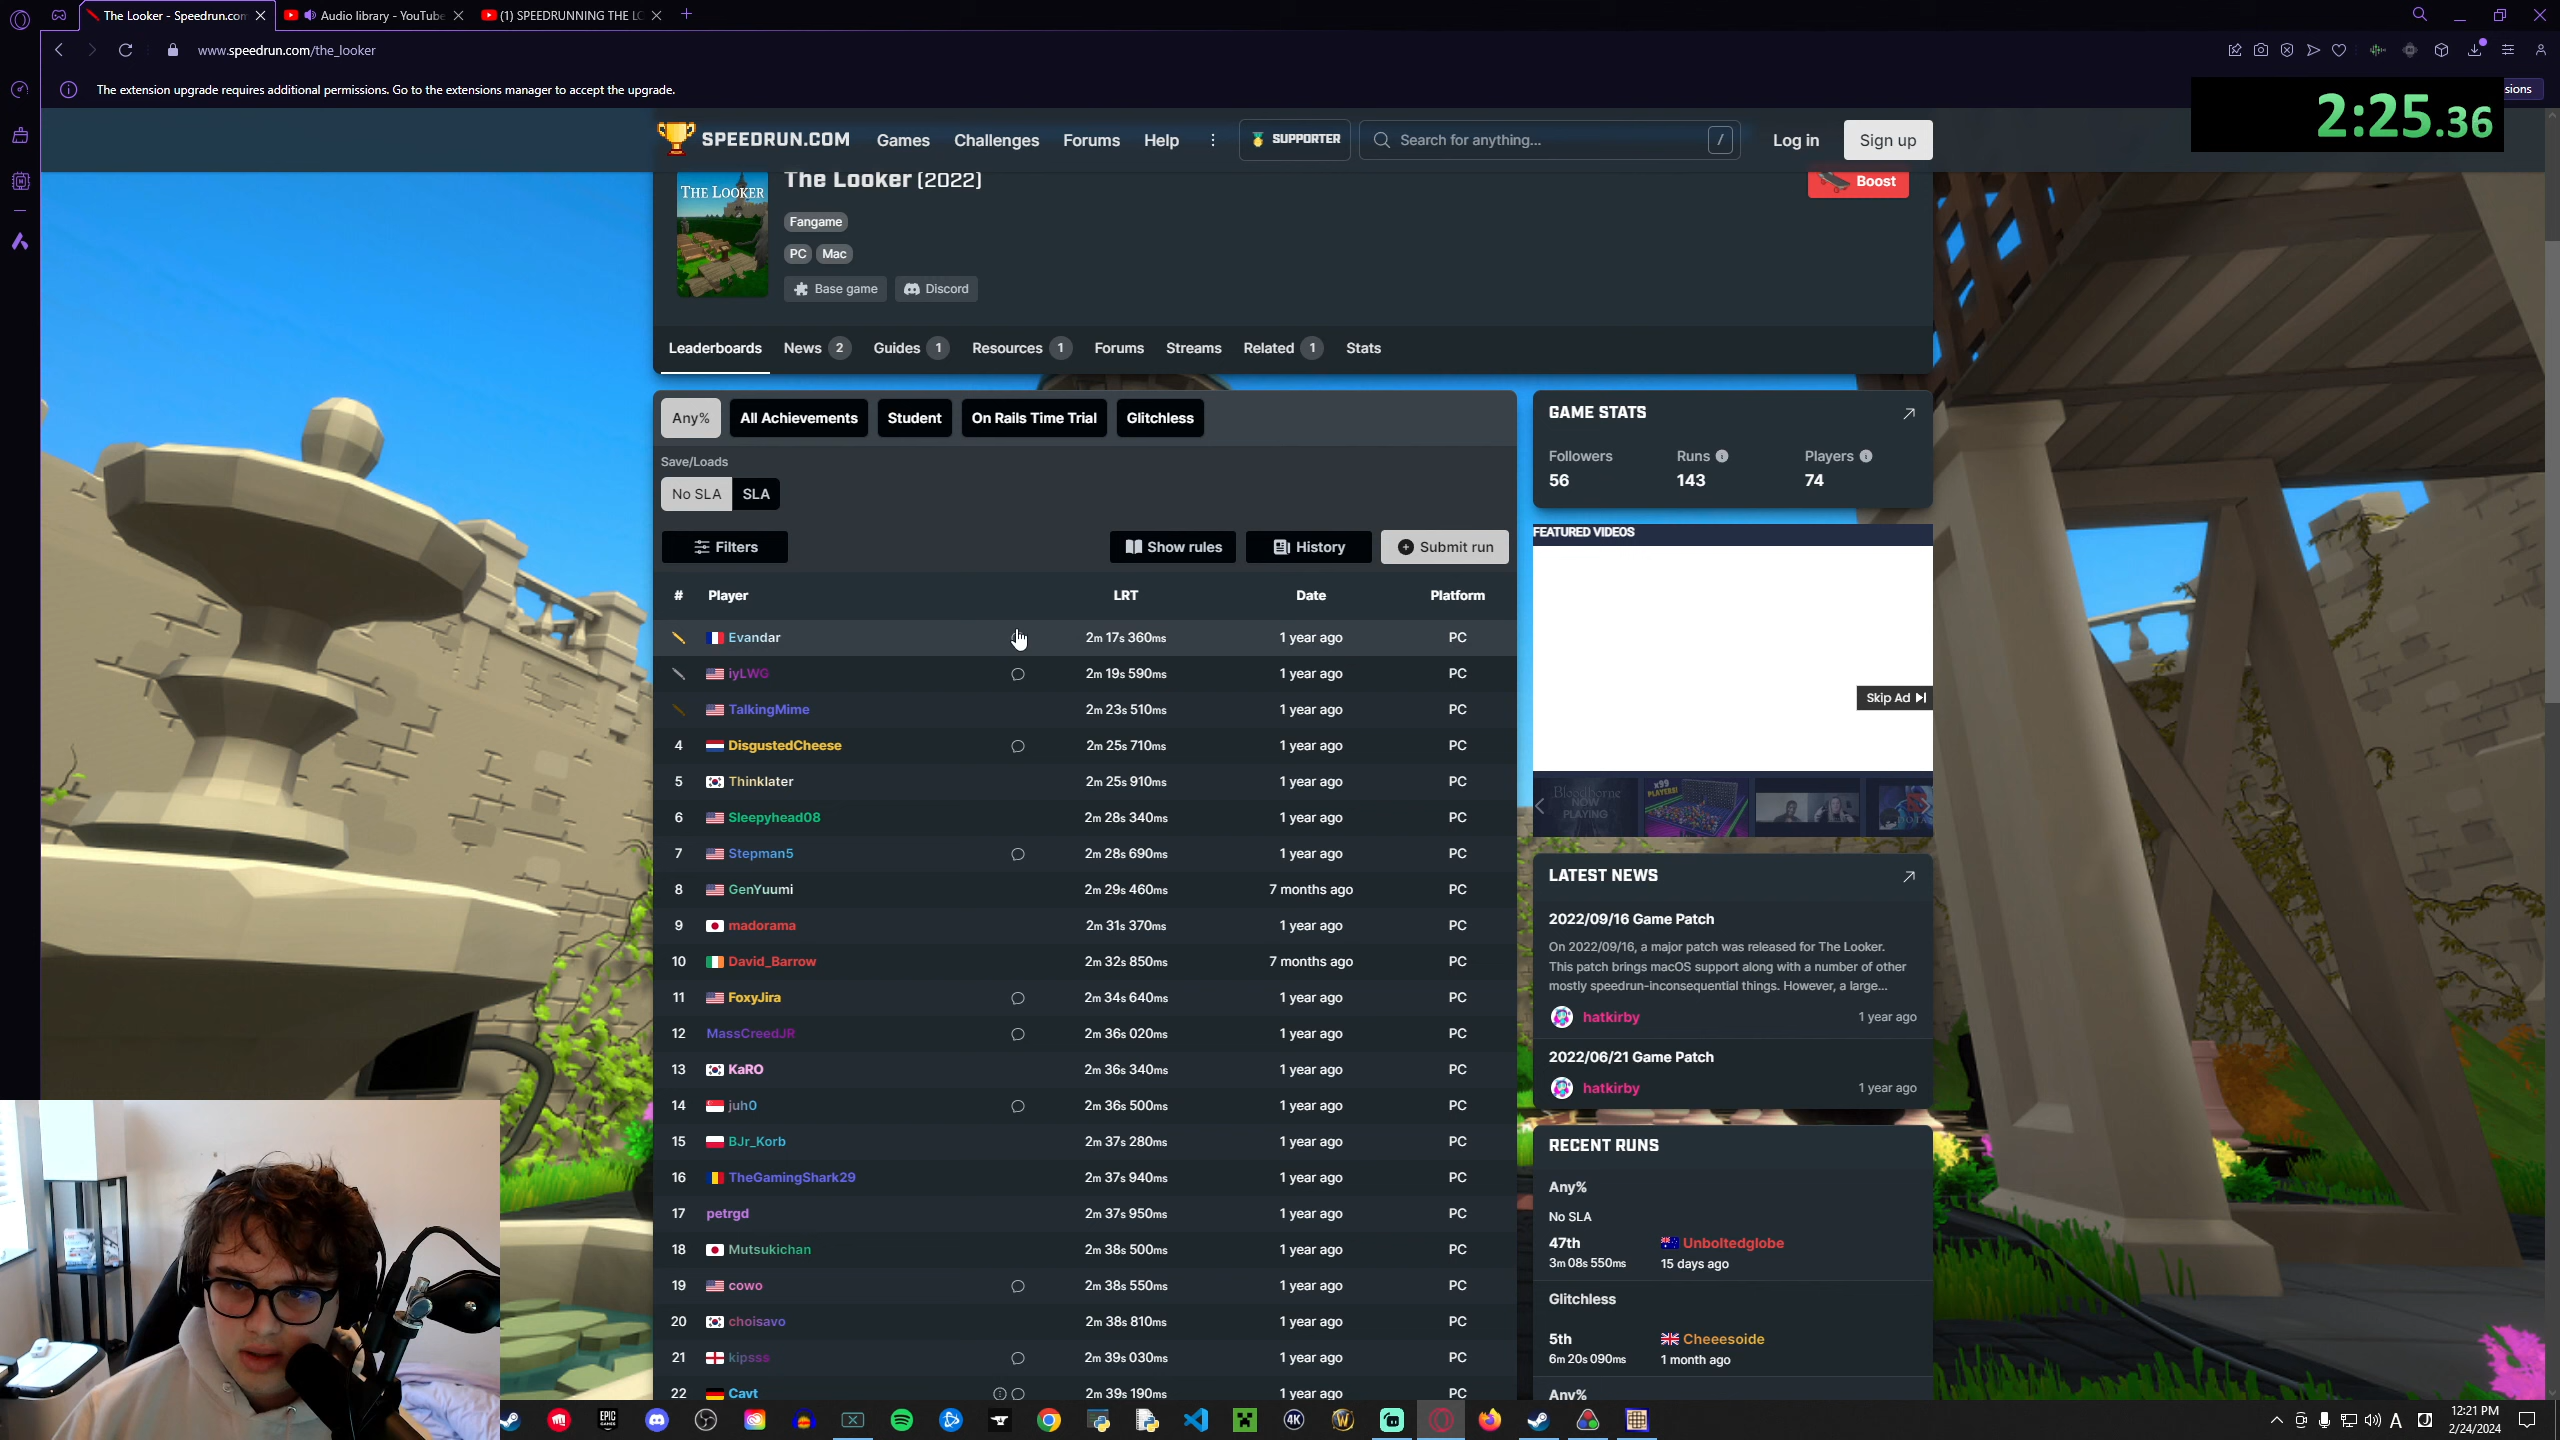 The Looker - Speedrun.com
Audio library - YouTube
(1) SPEEDRUNNING THE LO
www.speedrun.com/the_looker
The extension upgrade requires additional permissions. Go to the extensions manager to accept the upgrade.
sions
2:25.36
SPEEDRUN.COM
Games
Challenges
Forums
Help
SUPPORTER
Search for anything...
/
Log in
Sign up
THE LOOKER
The Looker (2022)
Boost
Fangame
PC
Mac
Base game
Discord
Leaderboards
News 2
Guides 1
Resources 1
Forums
Streams
Related 1
Stats
Any%
All Achievements
Student
On Rails Time Trial
Glitchless
Save/Loads
No SLA
SLA
Filters
Show rules
History
Submit run
# Player LRT Date Platform
Evandar 2m 17s 360ms 1 year ago PC
iyLWG 2m 19s 590ms 1 year ago PC
TalkingMime 2m 23s 510ms 1 year ago PC
4 DisgustedCheese 2m 25s 710ms 1 year ago PC
5 Thinklater 2m 25s 910ms 1 year ago PC
6 Sleepyhead08 2m 28s 340ms 1 year ago PC
7 Stepman5 2m 28s 690ms 1 year ago PC
8 GenYuumi 2m 29s 460ms 7 months ago PC
9 madorama 2m 31s 370ms 1 year ago PC
10 David_Barrow 2m 32s 850ms 7 months ago PC
11 FoxyJira 2m 34s 640ms 1 year ago PC
12 MassCreedJR 2m 36s 020ms 1 year ago PC
13 KaRO 2m 36s 340ms 1 year ago PC
14 juh0 2m 36s 500ms 1 year ago PC
15 BJr_Korb 2m 37s 280ms 1 year ago PC
16 TheGamingShark29 2m 37s 940ms 1 year ago PC
17 petrgd 2m 37s 950ms 1 year ago PC
18 Mutsukichan 2m 38s 500ms 1 year ago PC
19 cowo 2m 38s 550ms 1 year ago PC
20 choisavo 2m 38s 810ms 1 year ago PC
21 kipsss 2m 39s 030ms 1 year ago PC
22 Cavt 2m 39s 190ms 1 year ago PC
GAME STATS
Followers Runs Players
56 143 74
FEATURED VIDEOS
Skip Ad
Bloodborne
NOW
PLAYING
x99
PLAYERS!
LATEST NEWS
2022/09/16 Game Patch
On 2022/09/16, a major patch was released for The Looker.
This patch brings macOS support along with a number of other
mostly speedrun-inconsequential things. However, a large...
hatkirby 1 year ago
2022/06/21 Game Patch
hatkirby 1 year ago
RECENT RUNS
Any%
No SLA
47th Unboltedglobe
3m 08s 550ms 15 days ago
Glitchless
5th Cheeesoide
6m 20s 090ms 1 month ago
Any%
EPIC
GAMES
4K
A
12:21 PM
2/24/2024